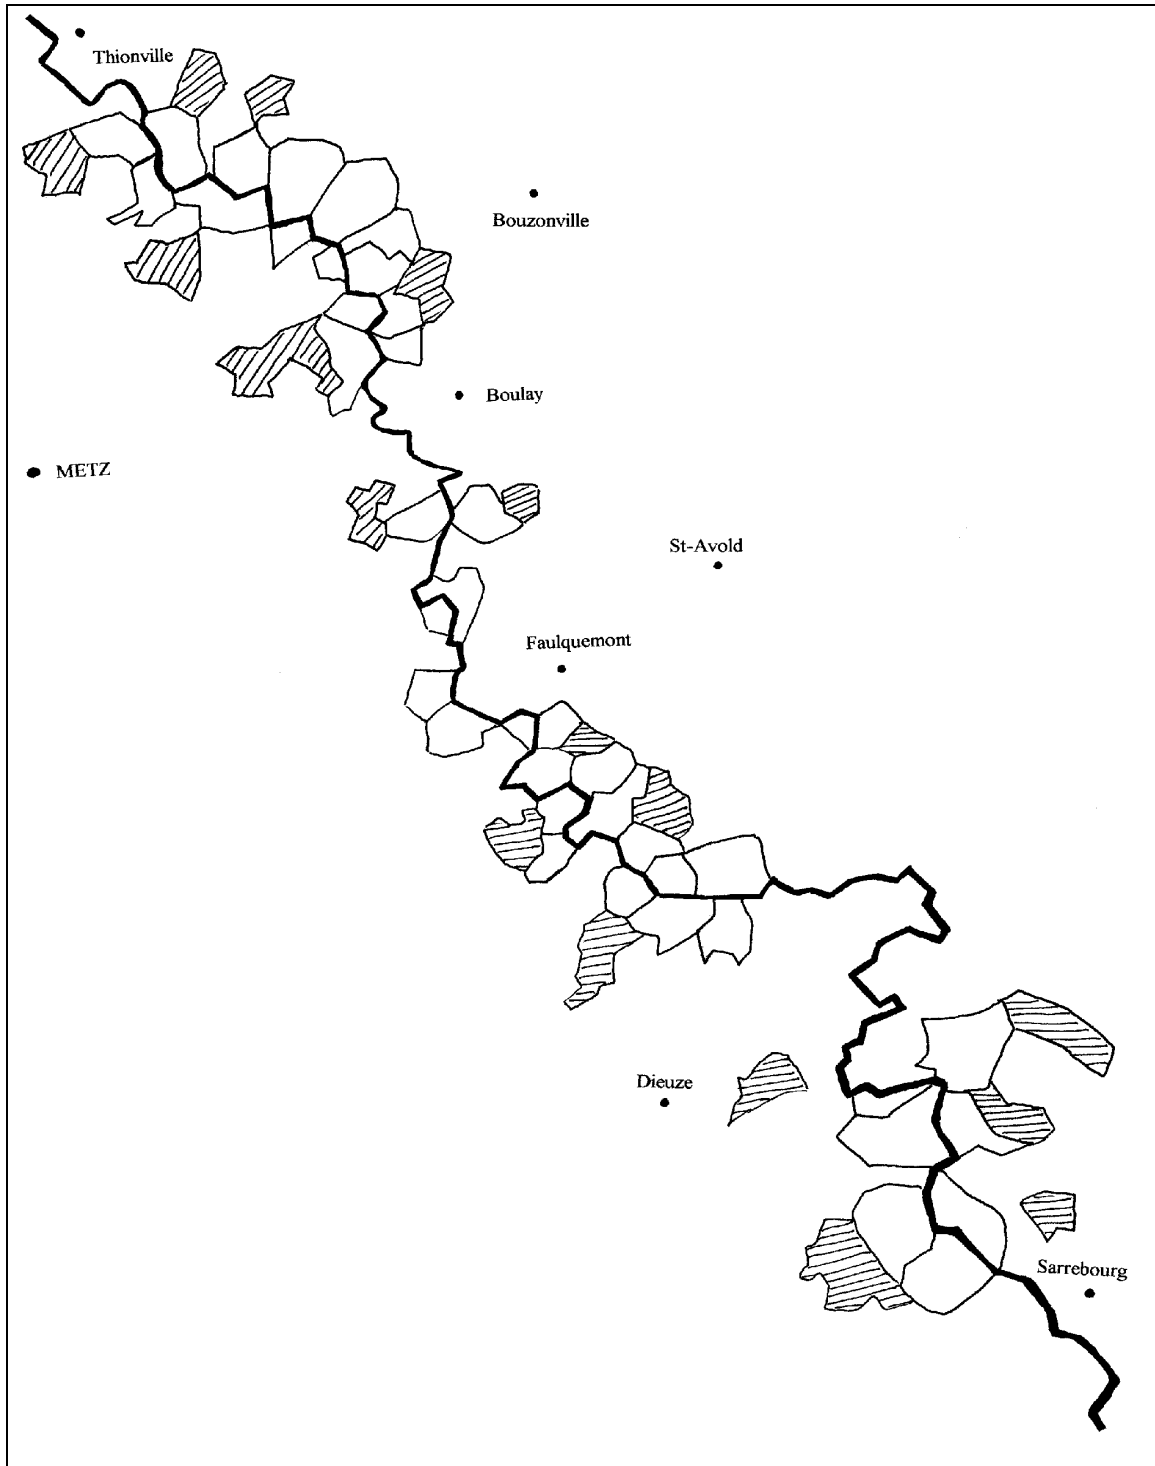 Thionville
Bouzonville
Boulay
METZ
St-Avold
Faulquemont
Dieuze
Sarrebourg